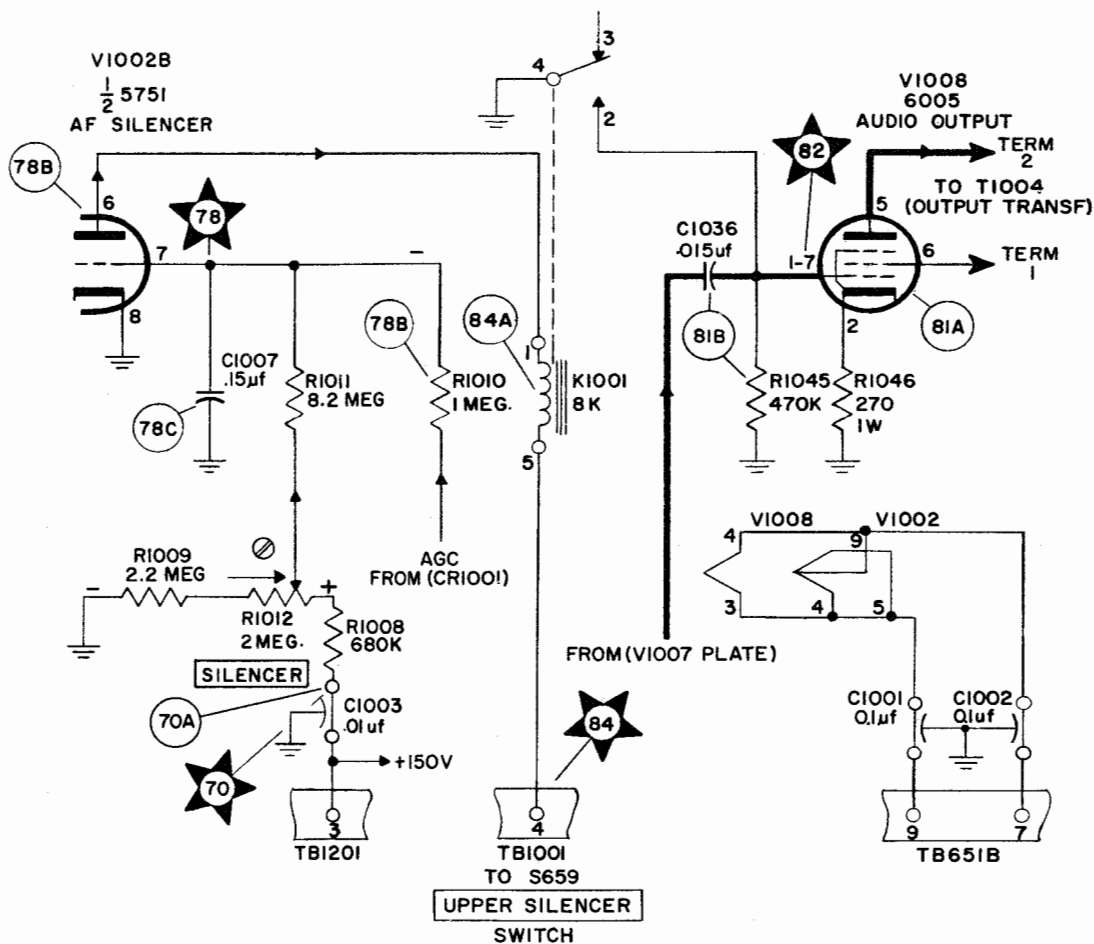 V1002B
1/2 5751
AF SILENCER
78B
6
78
7
8
C1007
.15μf
78C
R1011
8.2 MEG
-
78B
R1010
1 MEG.
AGC
FROM (CR100!)
R1009
2.2 MEG
-
+
R1012
2 MEG.
R1008
680K
SILENCER
70A
C1003
.01uf
70
+150V
3
TB1201
3
4
2
84A
1
K1001
8K
5
84
4
TB1001
TO S659
UPPER SILENCER
SWITCH
V1008
6005
AUDIO OUTPUT
82
TERM
2
TO T1004
(OUTPUT TRANSF)
5
C1036
.015uf
1-7
6
TERM
1
81B
2
81A
R1045
470K
R1046
270
1W
FROM (V1007 PLATE)
4
V1008
9
V1002
3
4
5
C1001
0.1μf
C1002
0.1uf
9
7
TB651B